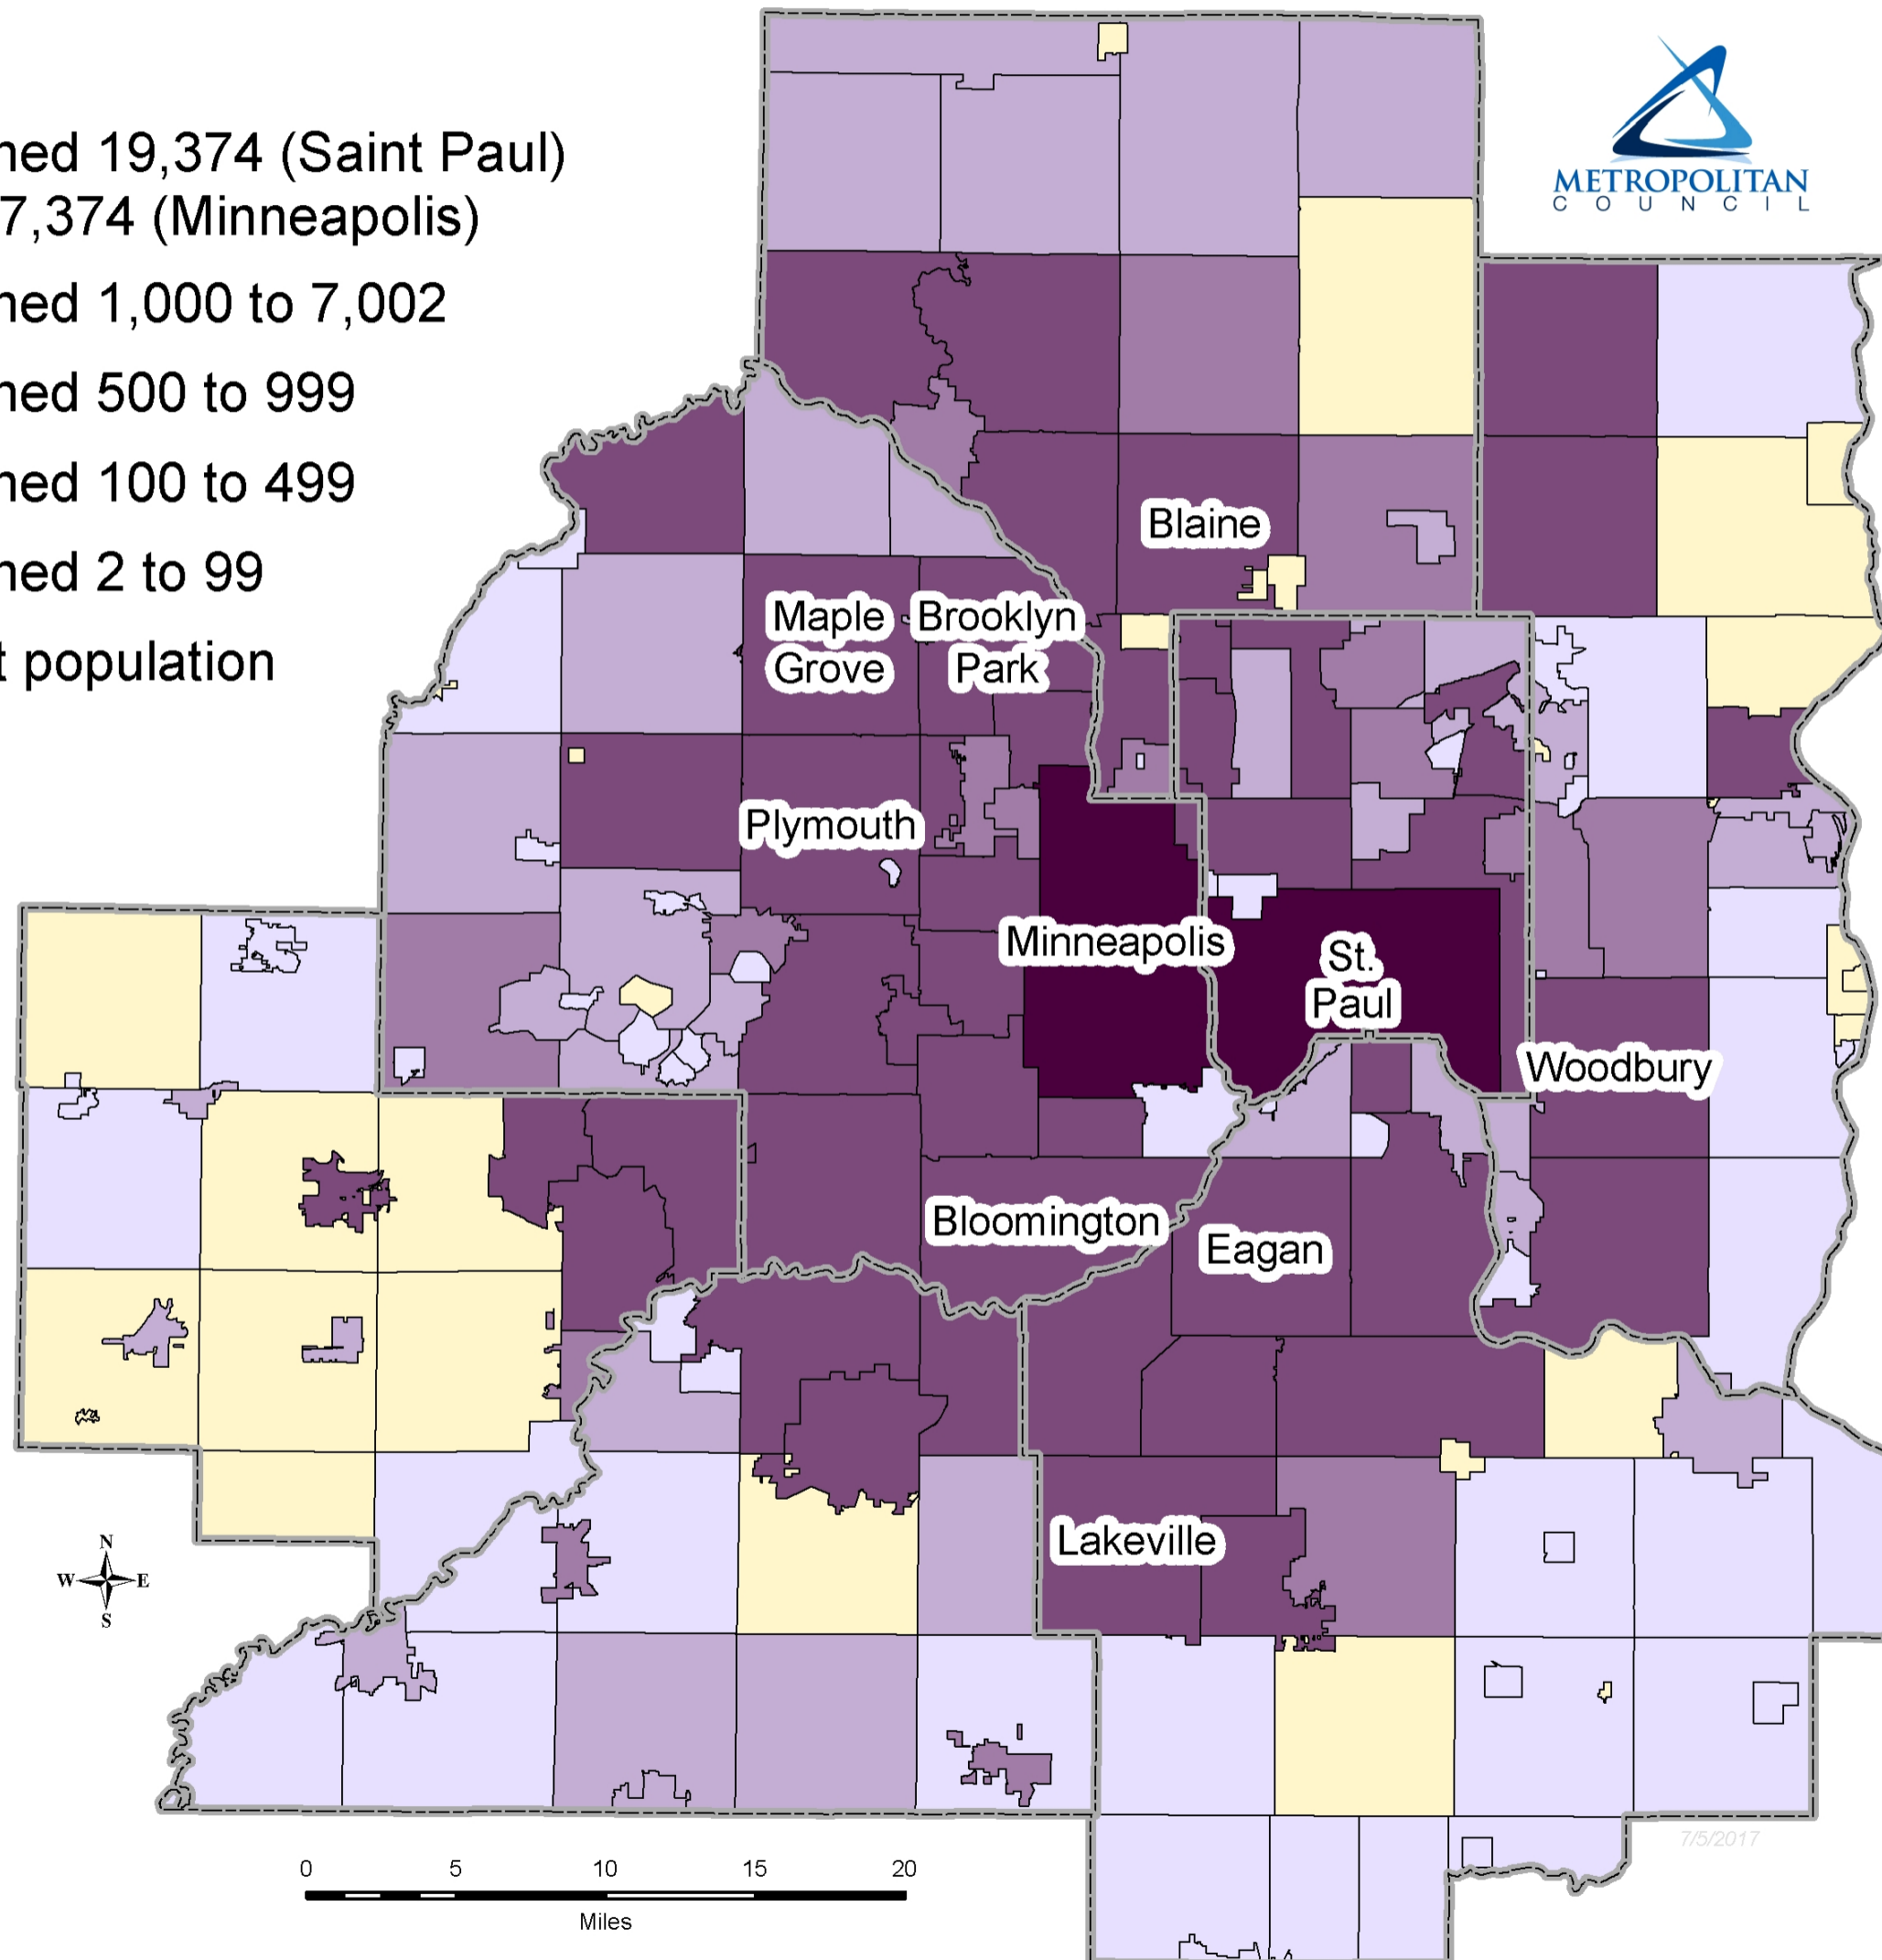 ned 19,374 (Saint Paul)
7,374 (Minneapolis)
ned 1,000 to 7,002
ned 500 to 999
ned 100 to 499
ned 2 to 99
t population
METROPOLITAN
COUNCIL
Blaine
Maple
Grove
Brooklyn
Park
Plymouth
Minneapolis
St.
Paul
Woodbury
Bloomington
Eagan
Lakeville
N
W E
S
7/5/2017
0 5 10 15 20
Miles